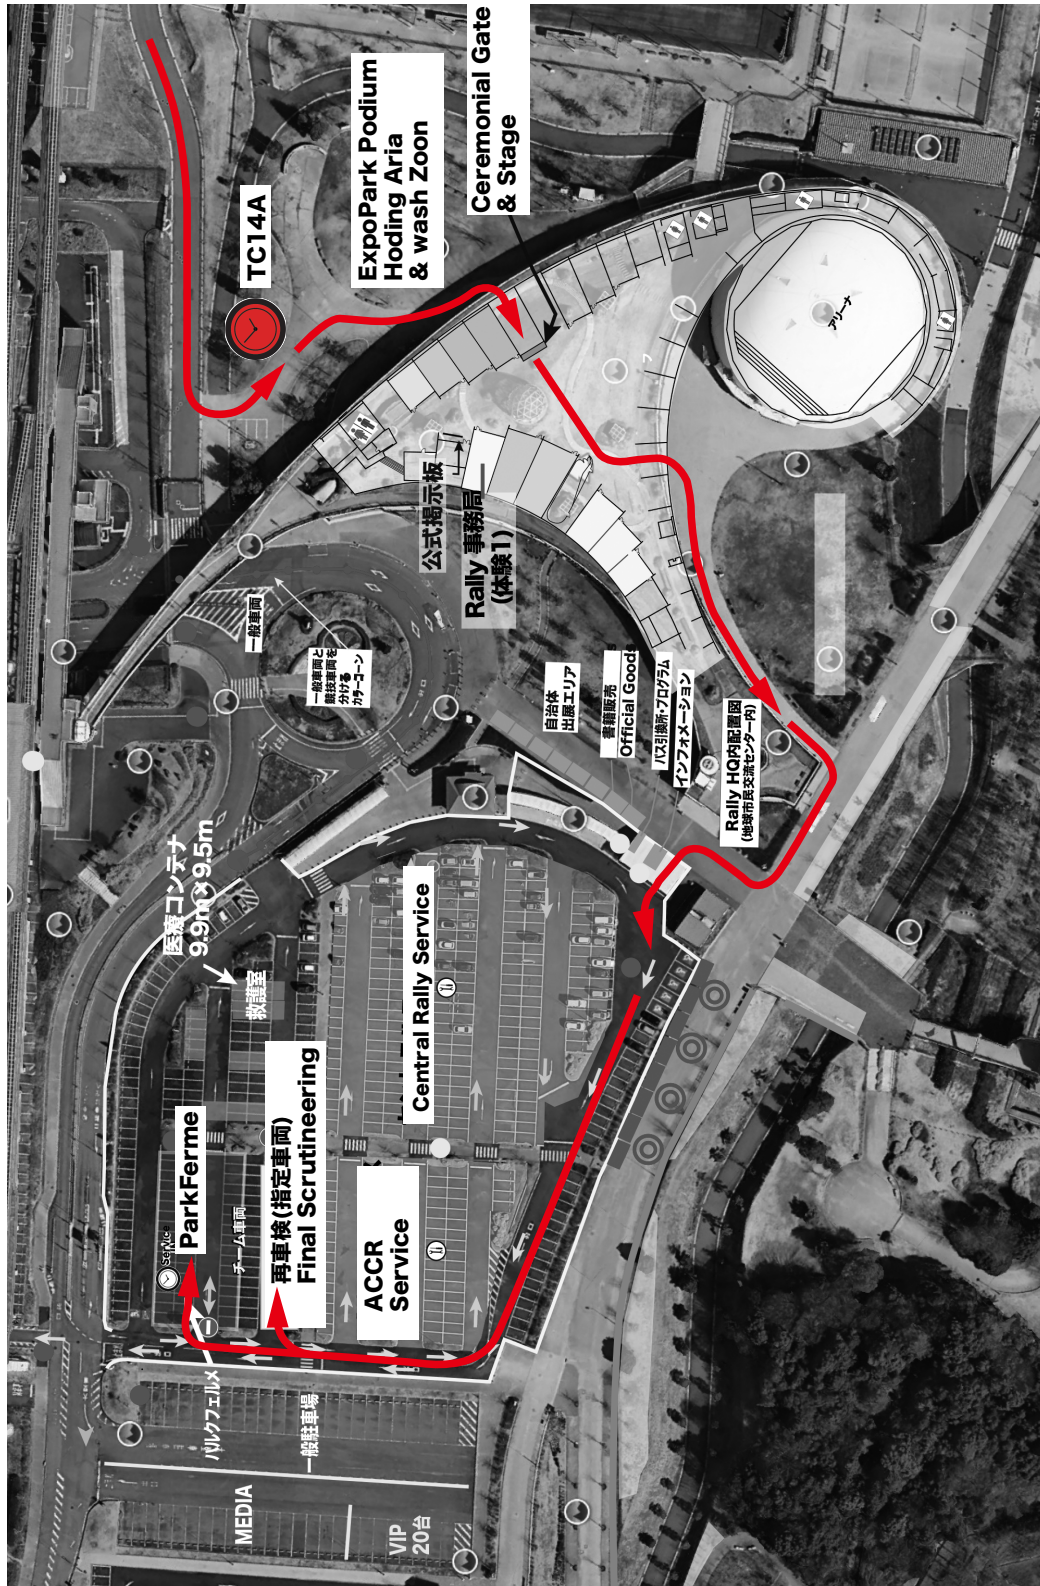 TC14A
ExpoPark Podium
Hoding Aria
& wash Zoon
Ceremonial Gate
& Stage
アリーナ
公式掲示板
Rally 事務局
(体験1)
一般車両
一般車両と
競技車両を
分ける
カラーコーン
自治体
出展エリア
書籍販売
Official Goods
パス引換所・プログラム
インフォメーション
Rally HQ内配置図
(地球市民交流センター内)
医療コンテナ
9.9m×9.5m
救護室
Central Rally Service
ParkFerme
再車検(指定車両)
Final Scrutineering
ACCR
Service
Service
チーム車両
パルクフェルメ
一般駐車場
MEDIA
VIP
20台